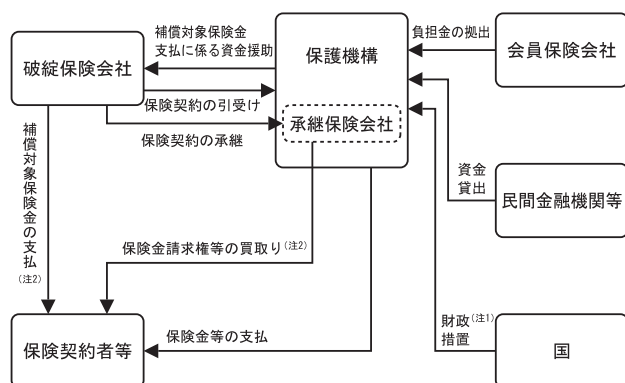 補償対象保険金
支払に係る資金援助
破綻保険会社
保護機構
負担金の拠出
会員保険会社
保険契約の引受け
承継保険会社
保険契約の承継
補償対象保険金の支払(注2)
資金
貸出
民間金融機関等
保険金請求権等の買取り(注2)
財政(注1)
措置
保険金等の支払
保険契約者等
国